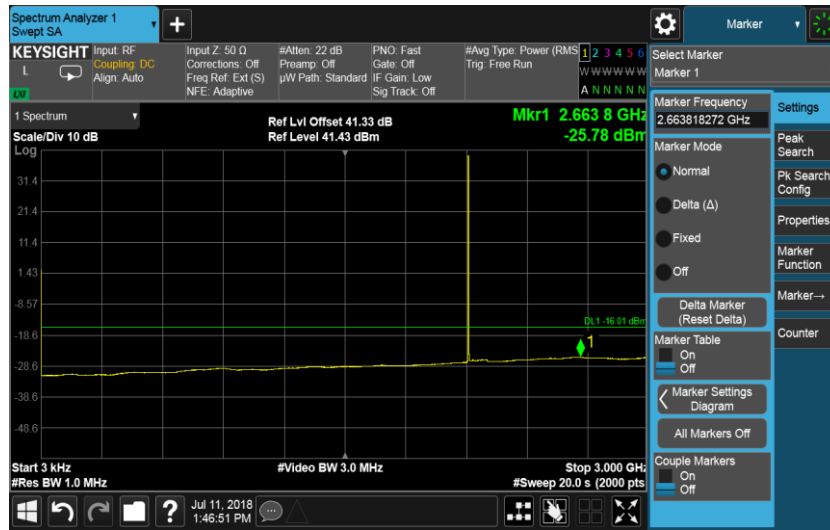 Spectrum Analyzer 1
Swept SA
+
Marker
KEYSIGHT
L
LXI
Input: RF
Coupling: DC
Align: Auto
Input Z: 50 Ω
Corrections: Off
Freq Ref: Ext (S)
NFE: Adaptive
#Atten: 22 dB
Preamp: Off
µW Path: Standard
PNO: Fast
Gate: Off
IF Gain: Low
Sig Track: Off
#Avg Type: Power (RMS
Trig: Free Run
1 2 3 4 5 6
W W W W W W
A N N N N N
Select Marker
Marker 1
1 Spectrum
Scale/Div 10 dB
Log
Ref Lvl Offset 41.33 dB
Ref Level 41.43 dBm
Mkr1 2.663 8 GHz
-25.78 dBm
31.4
21.4
11.4
1.43
-8.57
-18.6
-28.6
-38.6
-48.6
DL1 -16.01 dBm
1
Start 3 kHz
#Res BW 1.0 MHz
#Video BW 3.0 MHz
Stop 3.000 GHz
#Sweep 20.0 s (2000 pts
Marker Frequency
2.663818272 GHz
Marker Mode
Normal
Delta (Δ)
Fixed
Off
Delta Marker
(Reset Delta)
Marker Table
On
Off
Marker Settings
Diagram
All Markers Off
Couple Markers
On
Off
Settings
Peak
Search
Pk Search
Config
Properties
Marker
Function
Marker→
Counter
?
Jul 11, 2018
1:46:51 PM